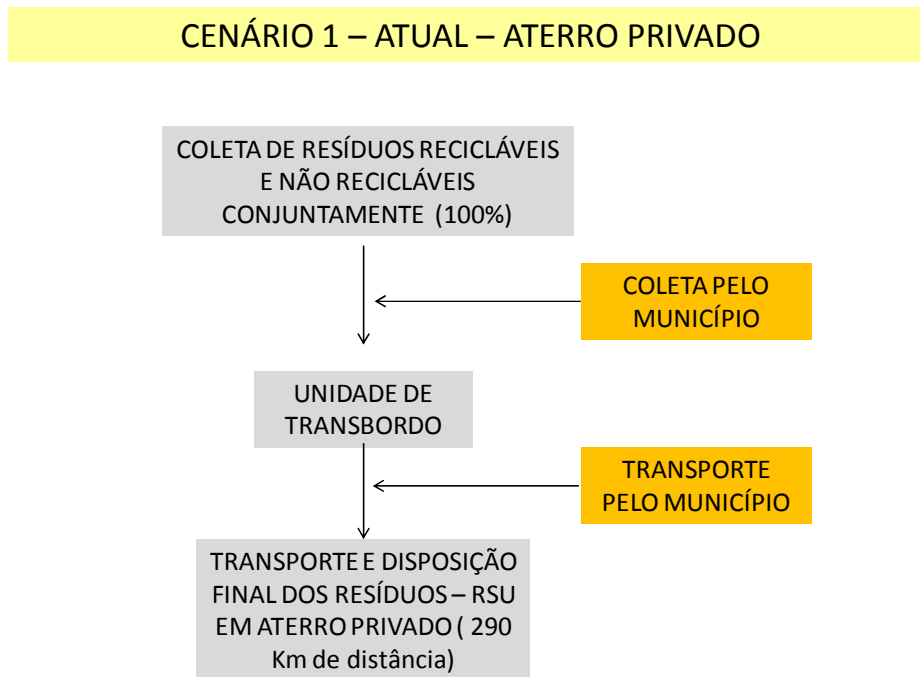 CENÁRIO 1 – ATUAL – ATERRO PRIVADO
COLETA DE RESÍDUOS RECICLÁVEIS
E NÃO RECICLÁVEIS
CONJUNTAMENTE (100%)
COLETA PELO
MUNICÍPIO
UNIDADE DE
TRANSBORDO
TRANSPORTE
PELO MUNICÍPIO
TRANSPORTE E DISPOSIÇÃO
FINAL DOS RESÍDUOS – RSU
EM ATERRO PRIVADO ( 290
Km de distância)